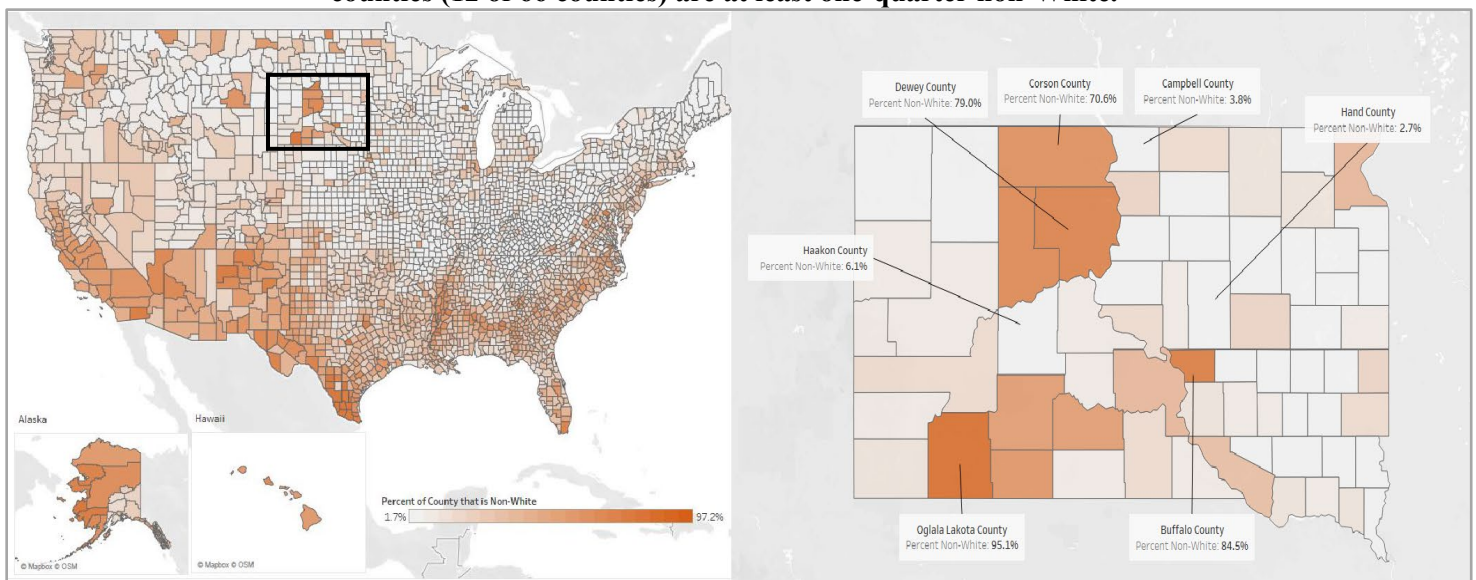 counties (12 of 66 counties) are at least one-quarter non-White.
Dewey County
Percent Non-White: 79.0%
Corson County
Percent Non-White: 70.6%
Campbell County
Percent Non-White: 3.8%
Hand County
Percent Non-White: 2.7%
Haakon County
Percent Non-White: 6.1%
Alaska
Hawaii
Percent of County that is Non-White
1.7%
97.2%
© Mapbox © OSM
© Mapbox © OSM
Oglala Lakota County
Percent Non-White: 95.1%
Buffalo County
Percent Non-White: 84.5%